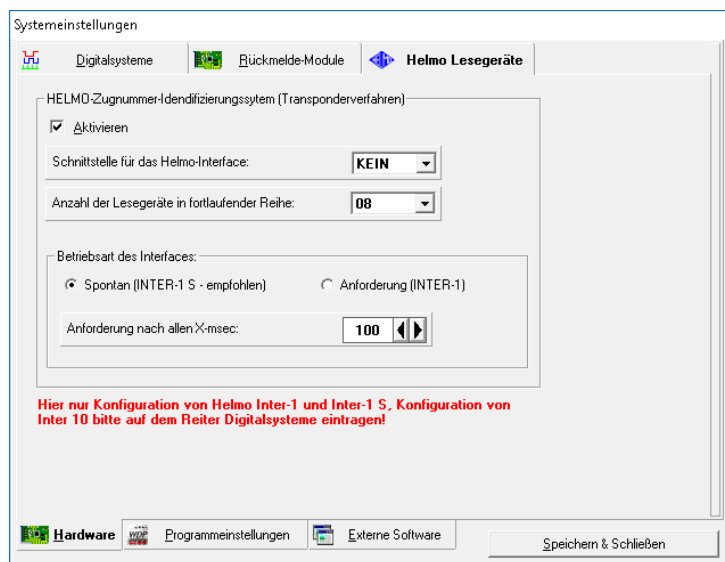 Systemeinstellungen
Digitalsysteme
Rückmelde-Module
Helmo Lesegeräte
HELMO-Zugnummer-Idendifizierungssytem (Transponderverfahren)
Aktivieren
Schnittstelle für das Helmo-Interface: KEIN
Anzahl der Lesegeräte in fortlaufender Reihe: 08
Betriebsart des Interfaces:
Spontan (INTER-1 S - empfohlen) Anforderung (INTER-1)
Anforderung nach allen X-msec: 100
Hier nur Konfiguration von Helmo Inter-1 und Inter-1 S, Konfiguration von
Inter 10 bitte auf dem Reiter Digitalsysteme eintragen!
Hardware
WDP
Programmeinstellungen
Externe Software
Speichern & Schließen